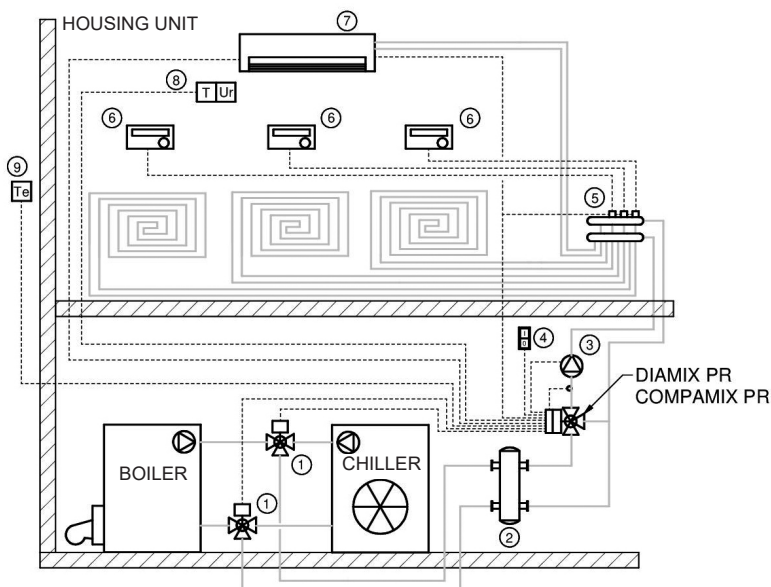 HOUSING UNIT
7
8
T Ur
6
6
6
9
Te
5
I
0
4
3
DIAMIX PR
COMPAMIX PR
BOILER
1
CHILLER
1
2